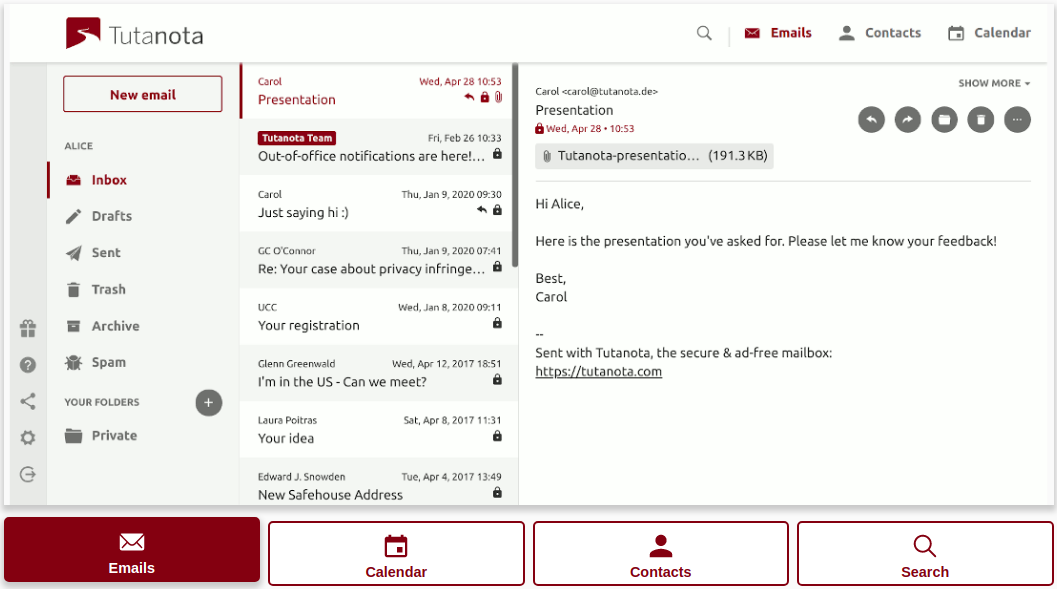 Tutanota
Emails
Contacts
Calendar
New email
ALICE
Inbox
Drafts
Sent
Trash
Archive
Spam
YOUR FOLDERS
Private
Carol Wed, Apr 28 10:53
Presentation
Tutanota Team Fri, Feb 26 10:33
Out-of-office notifications are here!...
Carol Thu, Jan 9, 2020 09:30
Just saying hi :)
GC O'Connor Thu, Jan 9, 2020 07:41
Re: Your case about privacy infringe...
UCC Wed, Jan 8, 2020 09:11
Your registration
Glenn Greenwald Wed, Apr 12, 2017 18:51
I'm in the US - Can we meet?
Laura Poitras Sat, Apr 8, 2017 11:31
Your idea
Edward J. Snowden Tue, Apr 4, 2017 13:49
New Safehouse Address
SHOW MORE
Carol <carol@tutanota.de>
Presentation
Wed, Apr 28 • 10:53
Tutanota-presentatio... (191.3 KB)
Hi Alice,
Here is the presentation you've asked for. Please let me know your feedback!
Best,
Carol
--
Sent with Tutanota, the secure & ad-free mailbox:
https://tutanota.com
Emails
Calendar
Contacts
Search